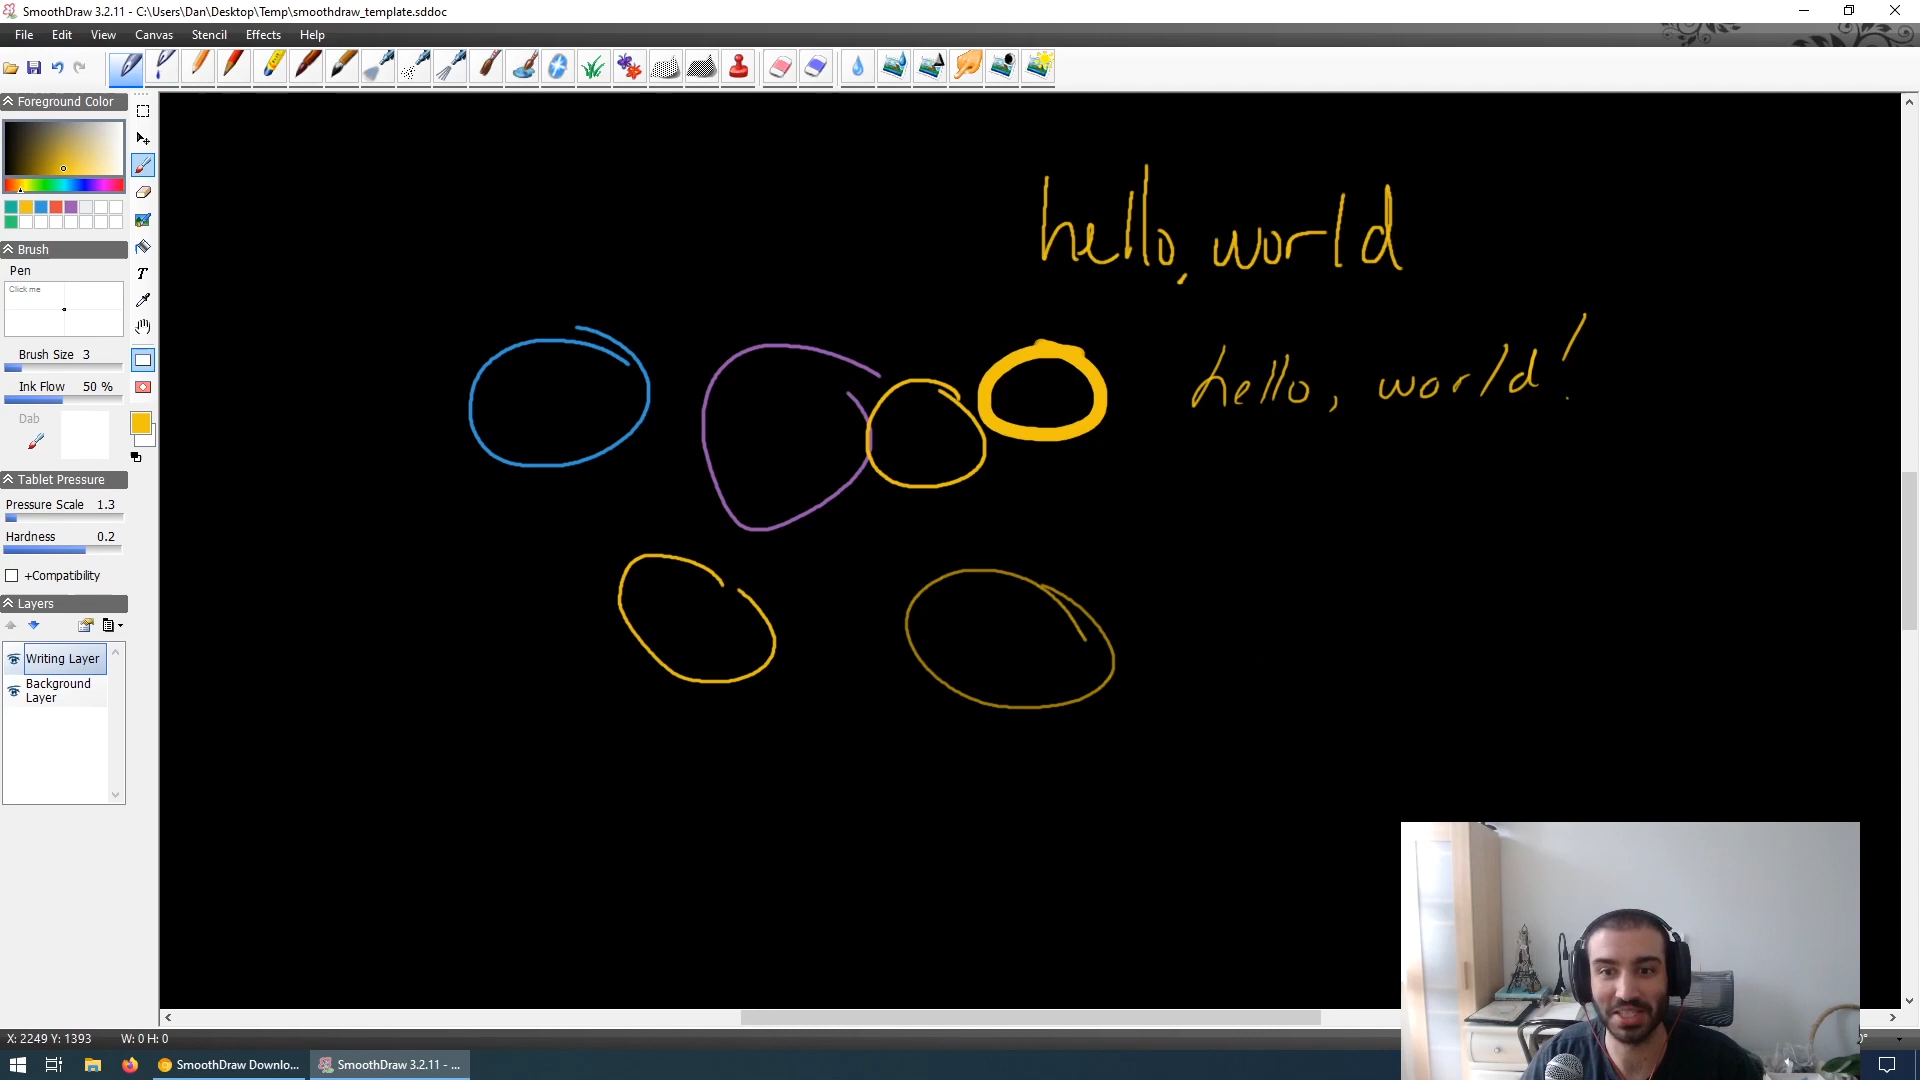 SmoothDraw 3.2.11 - C:\Users\Dan\Desktop\Temp\smoothdraw_template.sddoc
File Edit View Canvas Stencil Effects Help
Foreground Color
Brush
Pen
Click me
Brush Size 3
Ink Flow 50 %
Dab
Tablet Pressure
Pressure Scale 1.3
Hardness 0.2
+Compatibility
Layers
Writing Layer
Background
Layer
hello, world
hello, world!
X: 2249 Y: 1393 W: 0 H: 0
SmoothDraw Downlo... SmoothDraw 3.2.11 - ...